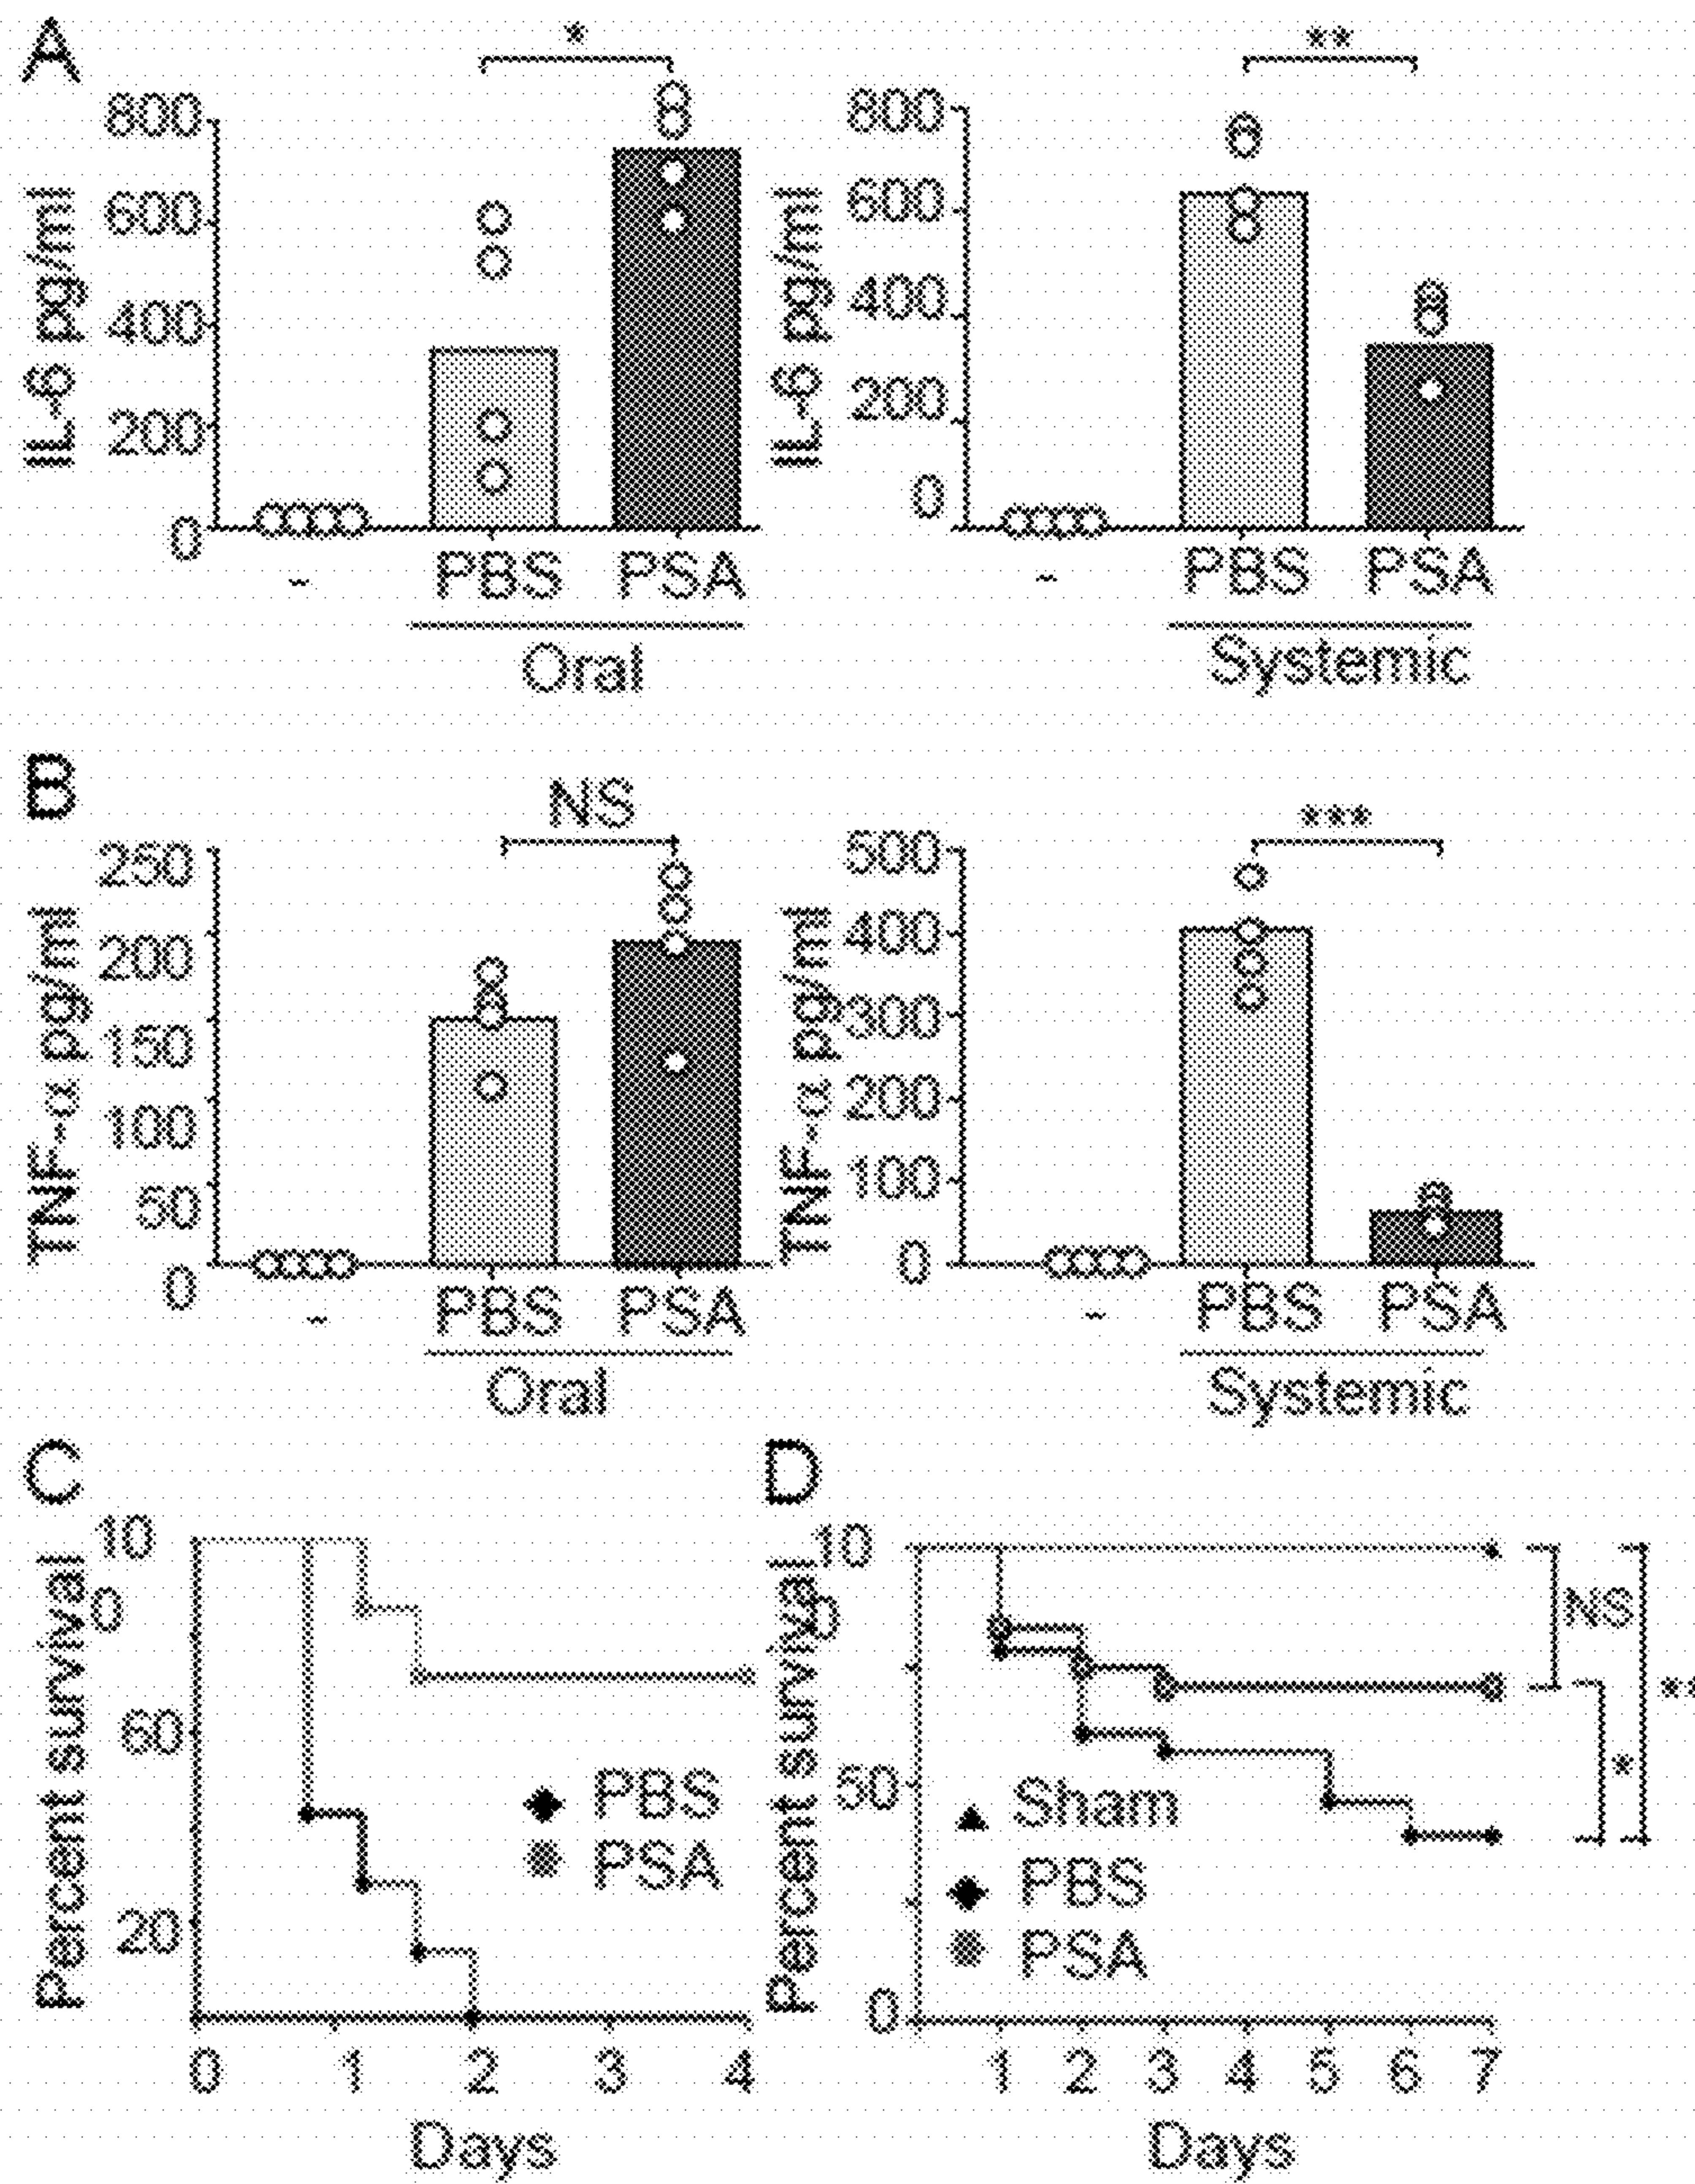 A
*
**
800
600
400
200
0
IL-6 pg/ml
-
PBS
PSA
Oral
800
600
400
200
0
IL-6 pg/ml
-
PBS
PSA
Systemic
B
NS
***
250
200
150
100
50
0
TNF-α pg/ml
-
PBS
PSA
Oral
500
400
300
200
100
0
TNF-α pg/ml
-
PBS
PSA
Systemic
C
10
0
60
20
Percent survival
PBS
PSA
0 1 2 3 4
Days
D
10
0
50
0
Percent survival
Sham
PBS
PSA
NS
*
**
1 2 3 4 5 6 7
Days